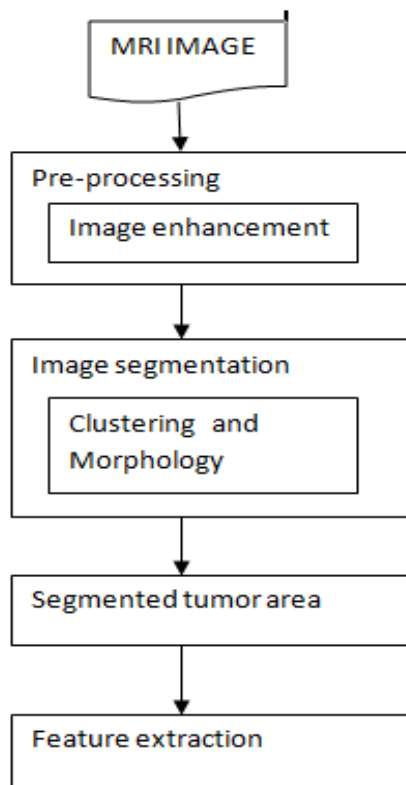 MRI IMAGE
Pre-processing
Image enhancement
Image segmentation
Clustering and
Morphology
Segmented tumor area
Feature extraction